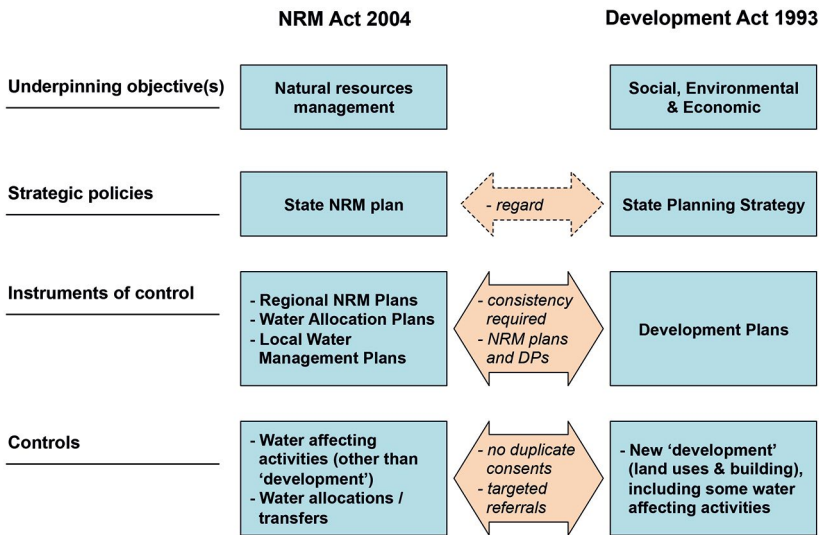 NRM Act 2004
Development Act 1993
Underpinning objective(s)
Natural resources
management
Social, Environmental
& Economic
Strategic policies
State NRM plan
- regard
State Planning Strategy
Instruments of control
- Regional NRM Plans
- Water Allocation Plans
- Local Water
Management Plans
- consistency
required
- NRM plans
and DPs
Development Plans
Controls
- Water affecting
activities (other than
‘development’)
- Water allocations /
transfers
- no duplicate
consents
- targeted
referrals
- New ‘development’
(land uses & building),
including some water
affecting activities